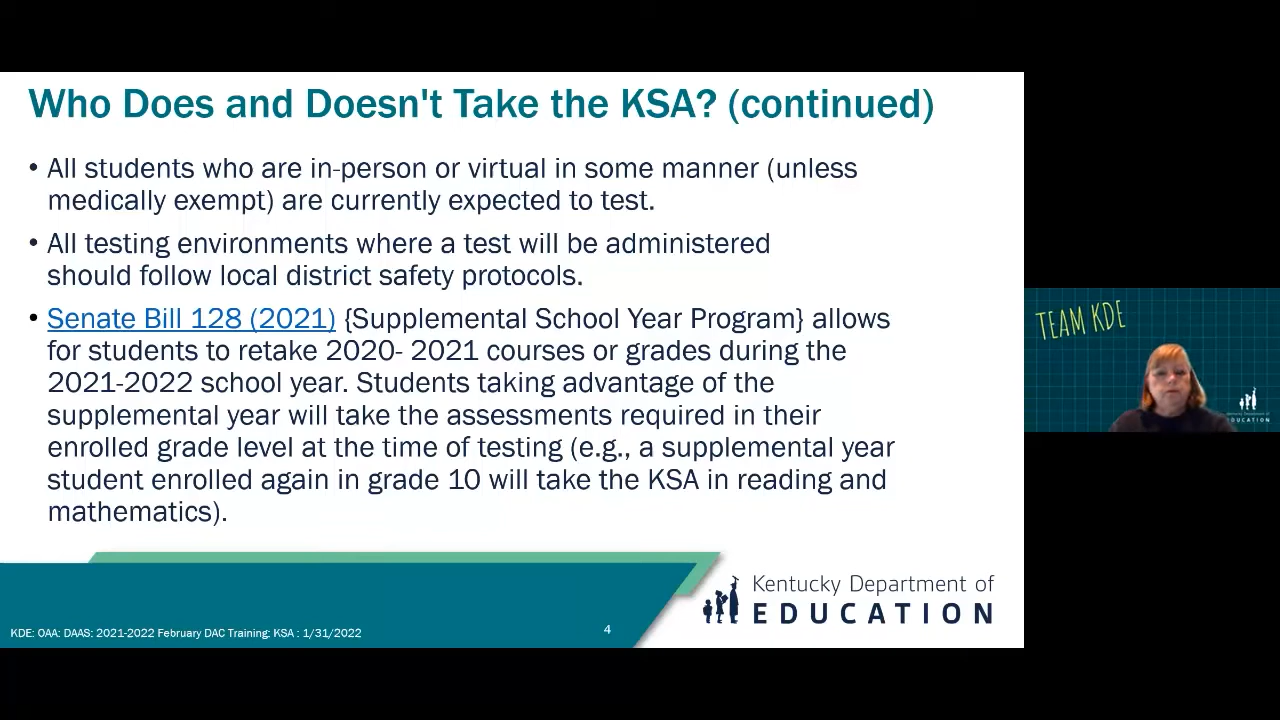 Who Does and Doesn't Take the KSA? (continued)
• All students who are in-person or virtual in some manner (unless
medically exempt) are currently expected to test.
• All testing environments where a test will be administered
should follow local district safety protocols.
• Senate Bill 128 (2021) {Supplemental School Year Program} allows
for students to retake 2020- 2021 courses or grades during the
2021-2022 school year. Students taking advantage of the
supplemental year will take the assessments required in their
enrolled grade level at the time of testing (e.g., a supplemental year
student enrolled again in grade 10 will take the KSA in reading and
mathematics).
Kentucky Department of
EDUCATION
KDE: OAA: DAAS: 2021-2022 February DAC Training: KSA : 1/31/2022
4
TEAM KDE
Kentucky Department of
EDUCATION